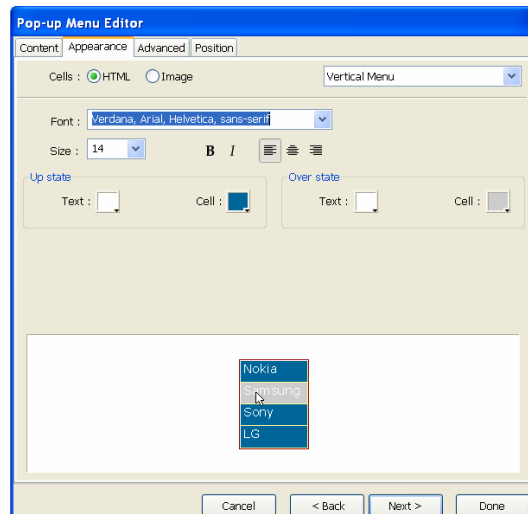 Pop-up Menu Editor
Content Appearance Advanced Position
Cells : HTML Image Vertical Menu
Font : Verdana, Arial, Helvetica, sans-serif
Size : 14 B I
Up state Over state
Text : Cell : Text : Cell :
Nokia
Samsung
Sony
LG
Cancel < Back Next > Done